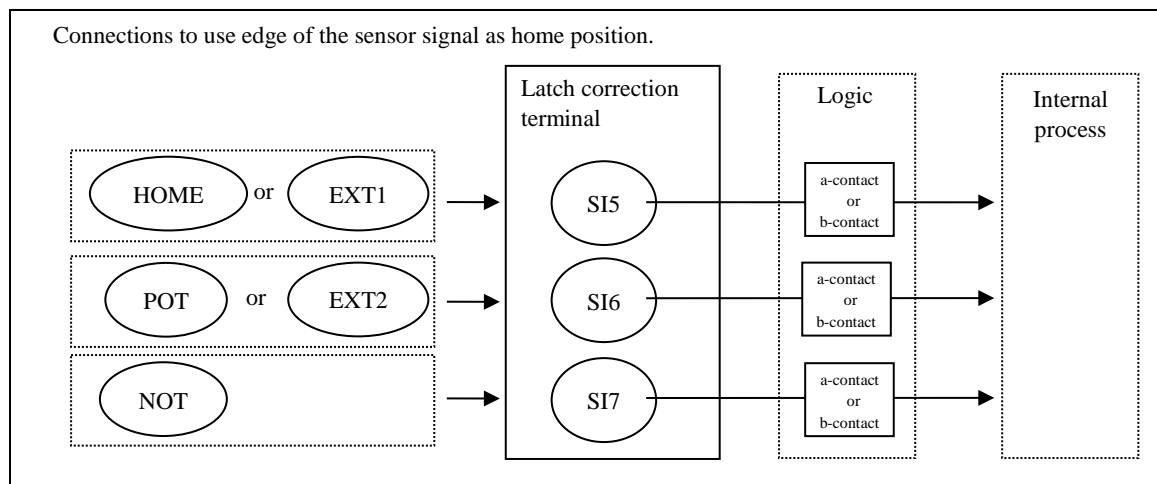 Connections to use edge of the sensor signal as home position.
Latch correction
terminal
Logic
Internal
process
HOME or EXT1
SI5
a-contact
or
b-contact
POT or EXT2
SI6
a-contact
or
b-contact
NOT
SI7
a-contact
or
b-contact